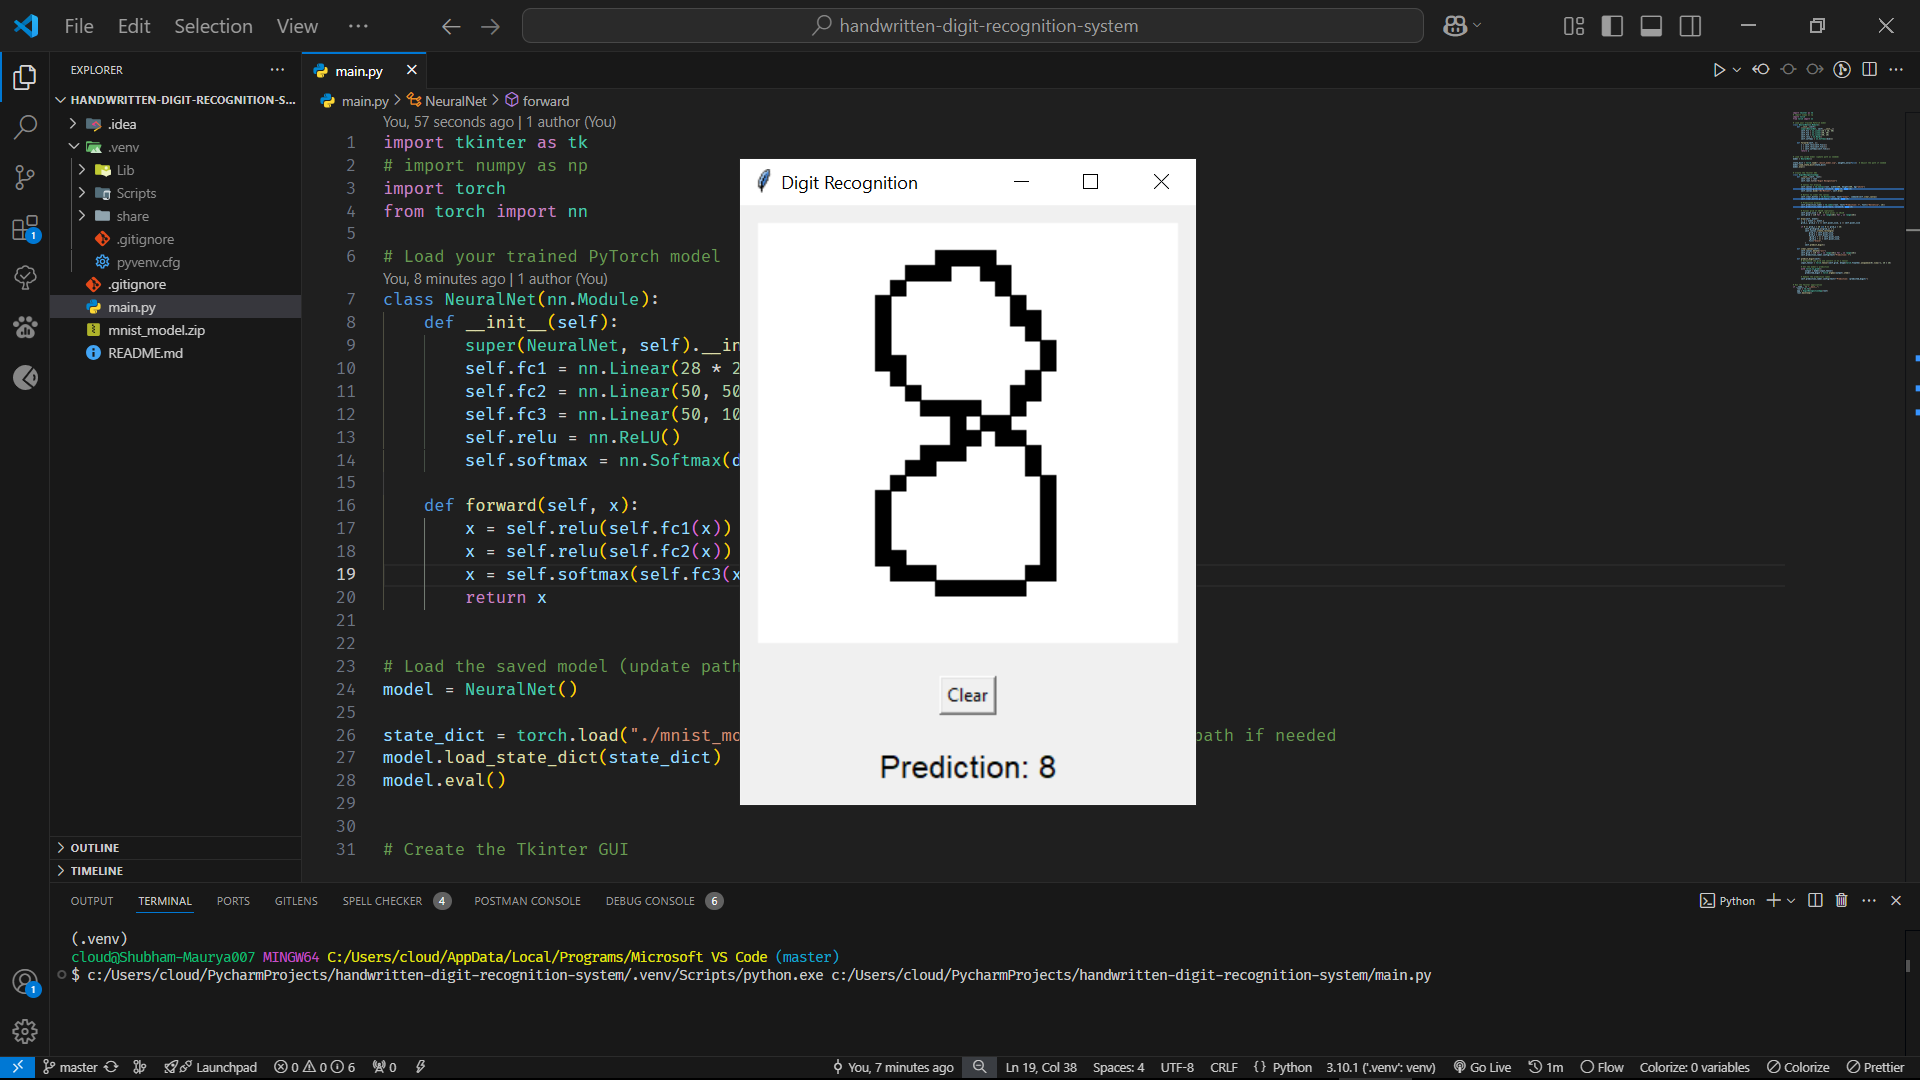 File Edit Selection View ···
handwritten-digit-recognition-system
EXPLORER ···
HANDWRITTEN-DIGIT-RECOGNITION-S...
.idea
.venv
Lib
Scripts
share
.gitignore
pyvenv.cfg
.gitignore
main.py
mnist_model.zip
README.md
OUTLINE
TIMELINE
main.py
main.py > NeuralNet > forward
You, 57 seconds ago | 1 author (You)
1 import tkinter as tk
2 # import numpy as np
3 import torch
4 from torch import nn
5
6 # Load your trained PyTorch model
You, 8 minutes ago | 1 author (You)
7 class NeuralNet(nn.Module):
8 def __init__(self):
9 super(NeuralNet, self).__in
10 self.fc1 = nn.Linear(28 * 2
11 self.fc2 = nn.Linear(50, 50
12 self.fc3 = nn.Linear(50, 10
13 self.relu = nn.ReLU()
14 self.softmax = nn.Softmax(d
15
16 def forward(self, x):
17 x = self.relu(self.fc1(x))
18 x = self.relu(self.fc2(x))
19 x = self.softmax(self.fc3(x
20 return x
21
22
23 # Load the saved model (update path
24 model = NeuralNet()
25
26 state_dict = torch.load("./mnist_mo path if needed
27 model.load_state_dict(state_dict)
28 model.eval()
29
30
31 # Create the Tkinter GUI
Digit Recognition
8
Clear
Prediction: 8
OUTPUT TERMINAL PORTS GITLENS SPELL CHECKER 4 POSTMAN CONSOLE DEBUG CONSOLE 6
Python
(.venv)
cloud@Shubham-Maurya007 MINGW64 C:/Users/cloud/AppData/Local/Programs/Microsoft VS Code (master)
$ c:/Users/cloud/PycharmProjects/handwritten-digit-recognition-system/.venv/Scripts/python.exe c:/Users/cloud/PycharmProjects/handwritten-digit-recognition-system/main.py
1
1
master Launchpad 0 0 6 0 You, 7 minutes ago Ln 19, Col 38 Spaces: 4 UTF-8 CRLF {} Python 3.10.1 ('.venv': venv) Go Live 1m Flow Colorize: 0 variables Colorize Prettier